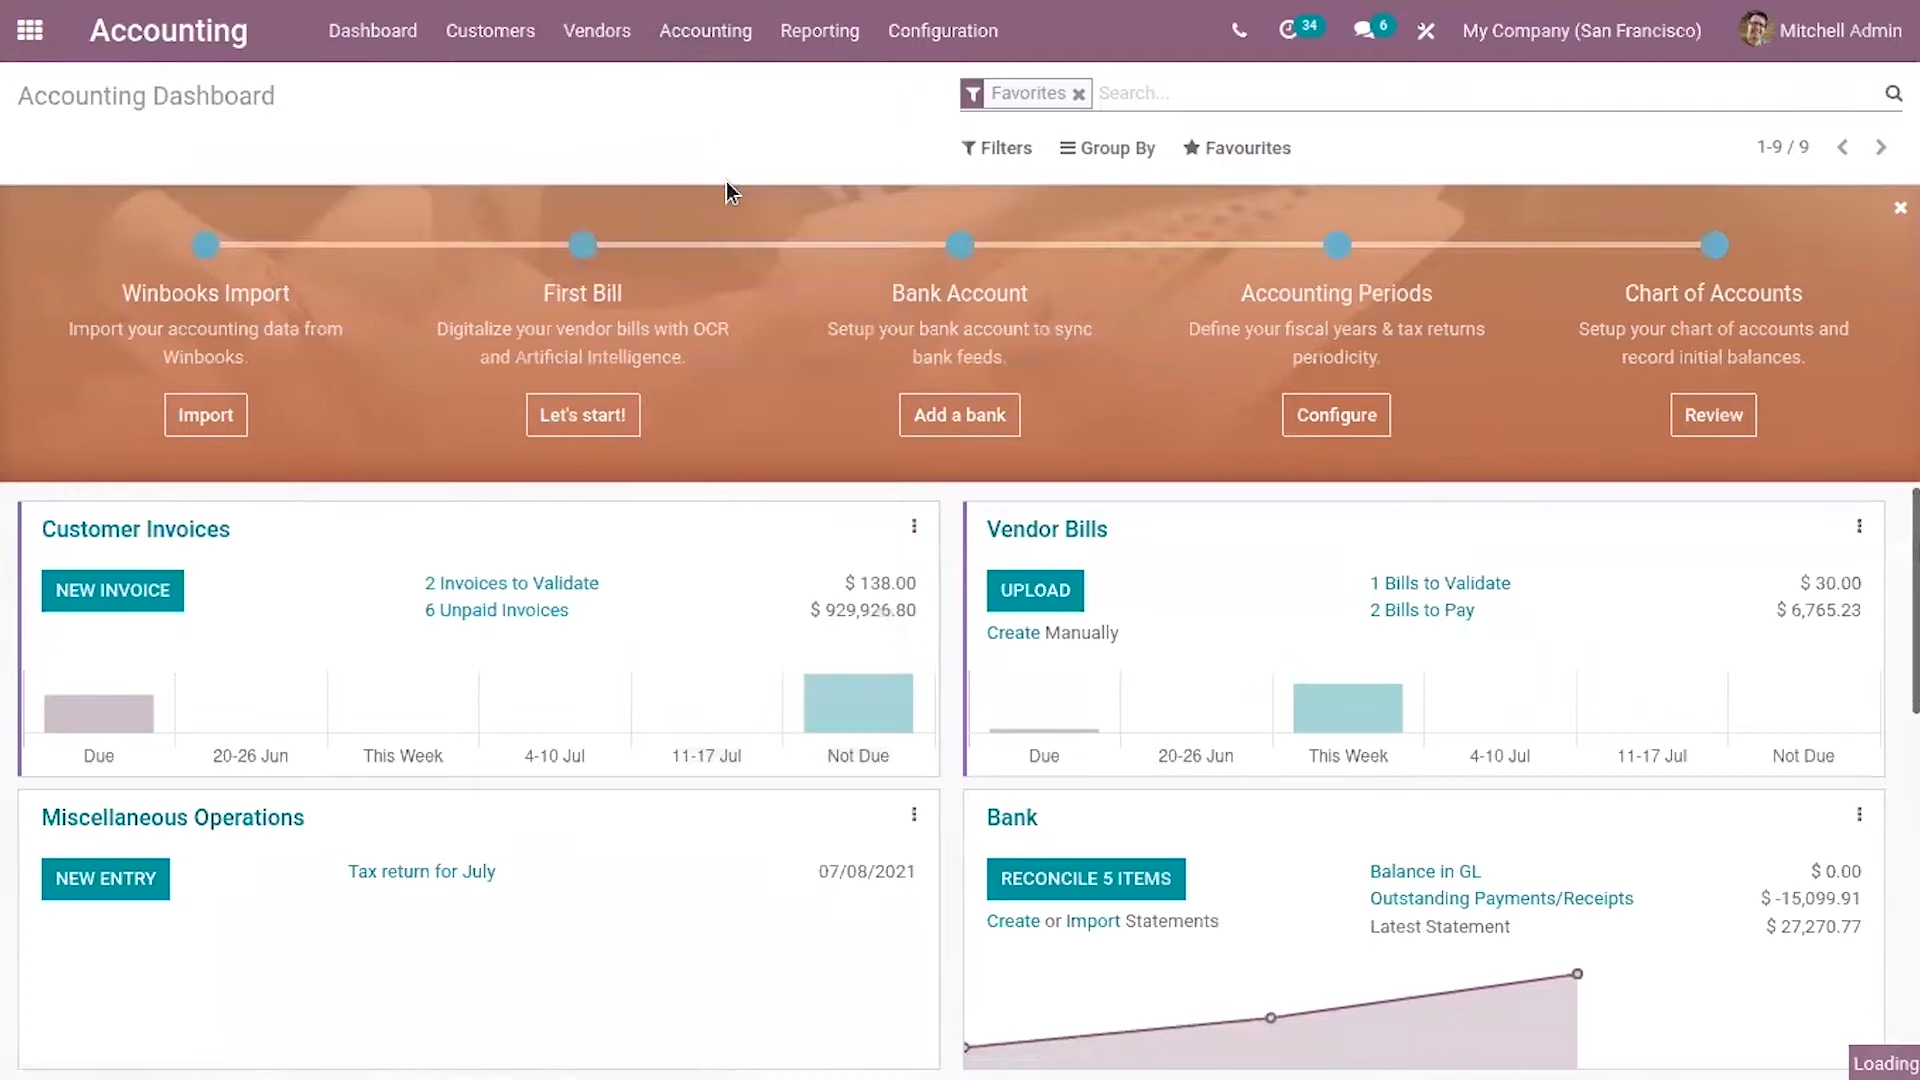 Accounting Dashboard Customers Vendors Accounting Reporting Configuration 34 6 My Company (San Francisco) Mitchell Admin
Accounting Dashboard
Favorites Search...
Filters Group By Favourites 1-9 / 9
Winbooks Import
Import your accounting data from
Winbooks.
Import
First Bill
Digitalize your vendor bills with OCR
and Artificial Intelligence.
Let's start!
Bank Account
Setup your bank account to sync
bank feeds.
Add a bank
Accounting Periods
Define your fiscal years & tax returns
periodicity.
Configure
Chart of Accounts
Setup your chart of accounts and
record initial balances.
Review
Customer Invoices
NEW INVOICE
2 Invoices to Validate $ 138.00
6 Unpaid Invoices $ 929,926.80
Due 20-26 Jun This Week 4-10 Jul 11-17 Jul Not Due
Vendor Bills
UPLOAD
Create Manually
1 Bills to Validate $ 30.00
2 Bills to Pay $ 6,765.23
Due 20-26 Jun This Week 4-10 Jul 11-17 Jul Not Due
Miscellaneous Operations
NEW ENTRY
Tax return for July 07/08/2021
Bank
RECONCILE 5 ITEMS
Create or Import Statements
Balance in GL $ 0.00
Outstanding Payments/Receipts $ -15,099.91
Latest Statement $ 27,270.77
Loading